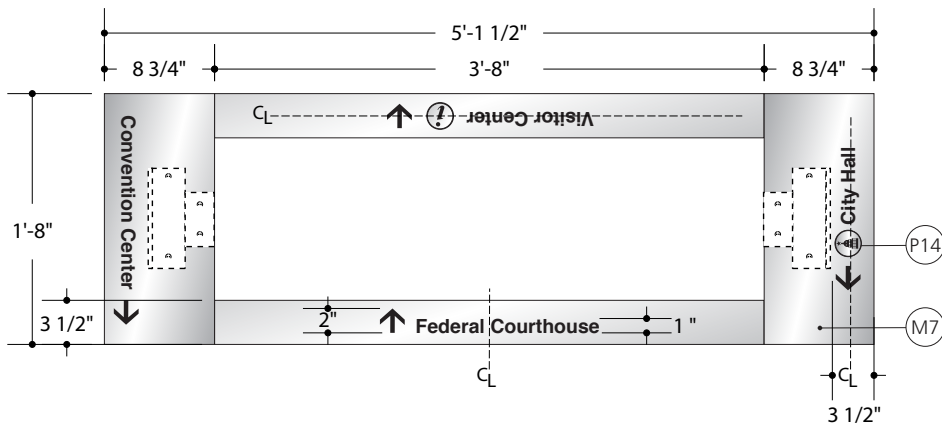 5'-1 1/2"
8 3/4"
3'-8"
8 3/4"
CL
i
Visitor Center
Convention Center
City Hall
1'-8"
P14
3 1/2"
2"
Federal Courthouse
1 "
M7
CL
CL
3 1/2"